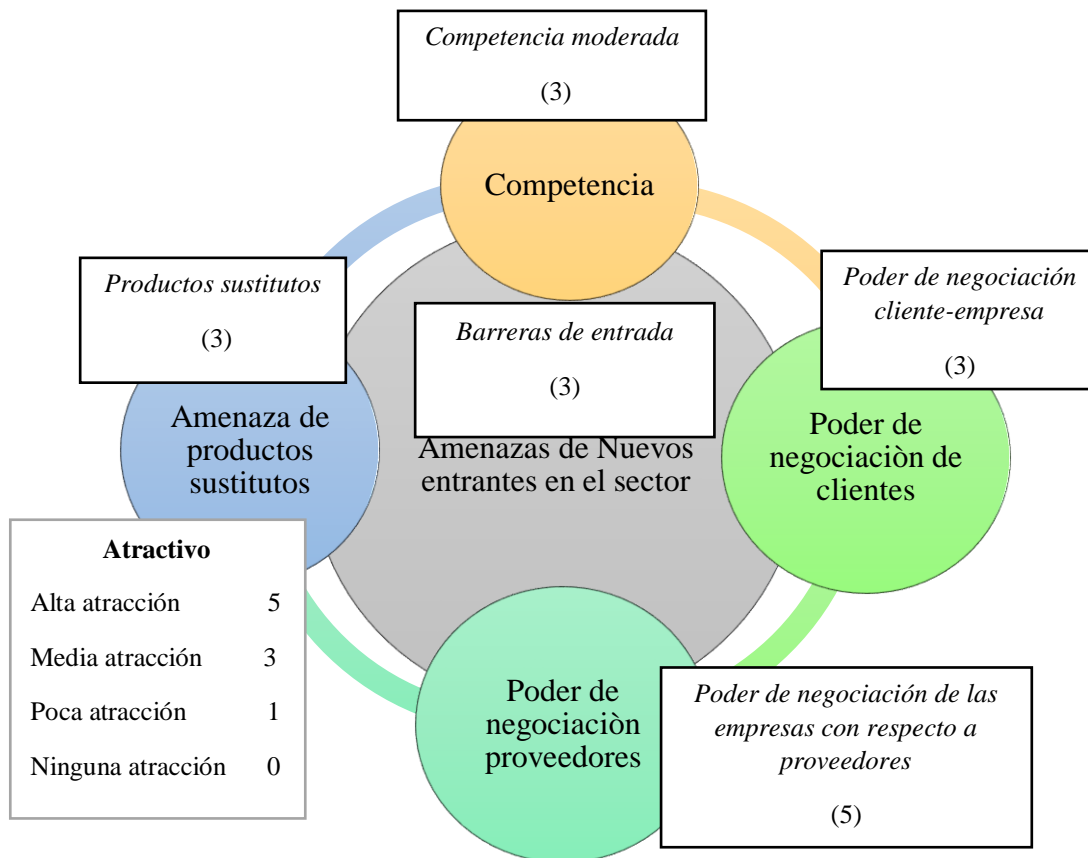 Competencia moderada
(3)
Competencia
Productos sustitutos
(3)
Amenaza de
productos
sustitutos
Barreras de entrada
(3)
Amenazas de Nuevos
entrantes en el sector
Poder de negociación
cliente-empresa
(3)
Poder de
negociaciòn de
clientes
Atractivo
Alta atracción 5
Media atracción 3
Poca atracción 1
Ninguna atracción 0
Poder de
negociaciòn
proveedores
Poder de negociación de las
empresas con respecto a
proveedores
(5)